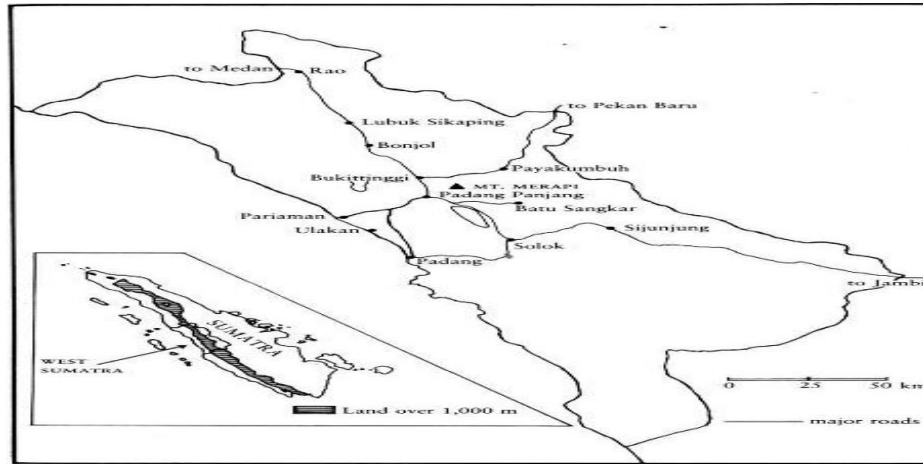 to Medan
Rao
to Pekan Baru
Lubuk Sikaping
Bonjol
Payakumbuh
Bukittinggi
MT. MERAPI
Padang Panjang
Batu Sangkar
Pariaman
Ulakan
Sijunjung
Solok
Padang
to Jambi
SUMATRA
WEST
SUMATRA
0 25 50 km
Land over 1,000 m
major roads